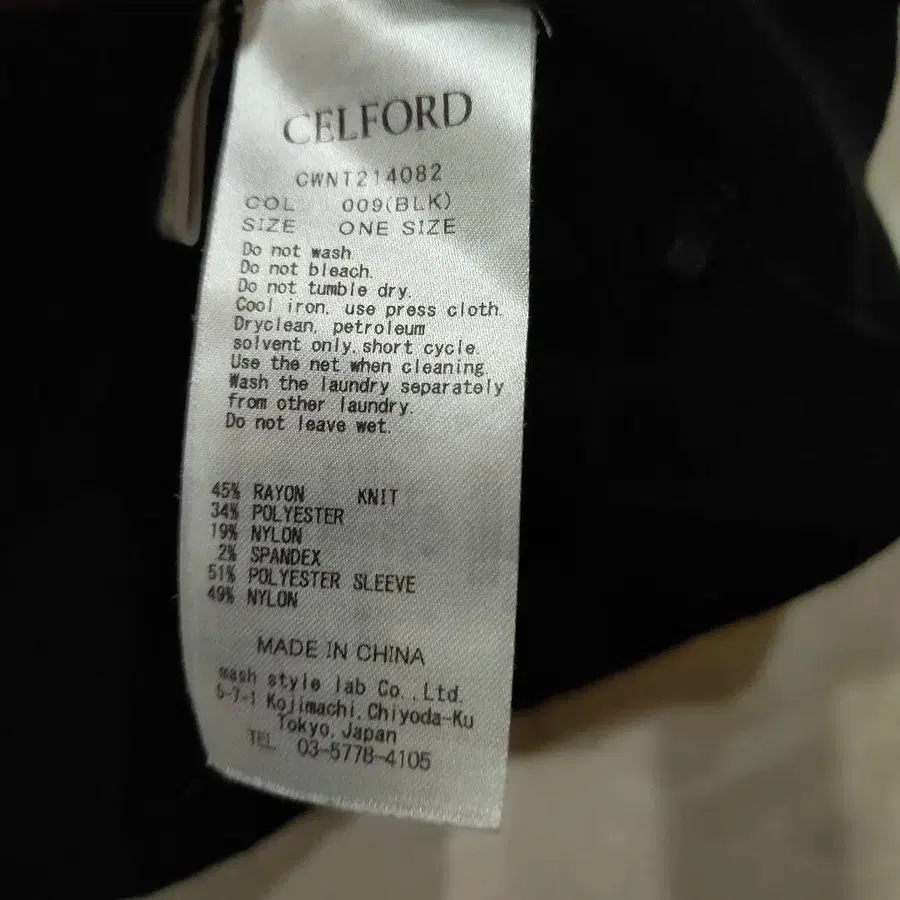 CELFORD
CWNT214082
COL 009(BLK)
SIZE ONE SIZE
Do not wash.
Do not bleach.
Do not tumble dry.
Cool iron, use press cloth.
Dryclean, petroleum
solvent only, short cycle.
Use the net when cleaning.
Wash the laundry separately
from other laundry.
Do not leave wet.
45% RAYON KNIT
34% POLYESTER
19% NYLON
2% SPANDEX
51% POLYESTER SLEEVE
49% NYLON
MADE IN CHINA
mash style lab Co.,Ltd.
5-7-1 Kojimachi,Chiyoda-Ku
Tokyo,Japan
TEL 03-5778-4105